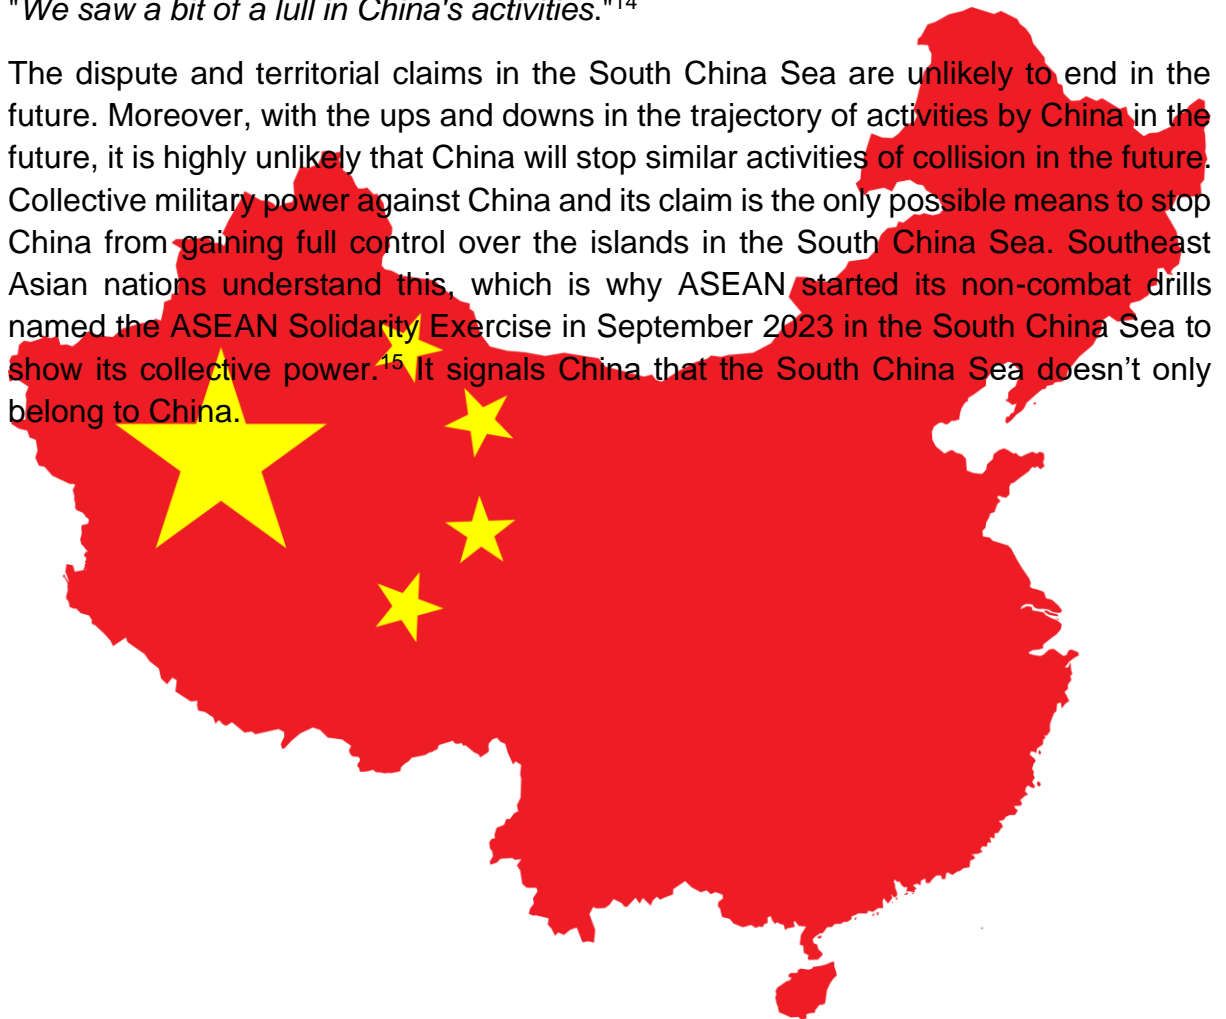 "We saw a bit of a lull in China's activities."14
The dispute and territorial claims in the South China Sea are unlikely to end in the
future. Moreover, with the ups and downs in the trajectory of activities by China in the
future, it is highly unlikely that China will stop similar activities of collision in the future.
Collective military power against China and its claim is the only possible means to stop
China from gaining full control over the islands in the South China Sea. Southeast
Asian nations understand this, which is why ASEAN started its non-combat drills
named the ASEAN Solidarity Exercise in September 2023 in the South China Sea to
show its collective power.15 It signals China that the South China Sea doesn’t only
belong to China.